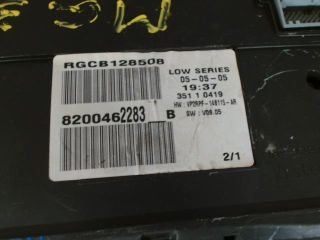 RGCB128508
LOW SERIES
05-05-05
19:37
351 1 0419
HW: VP2RPF-14B115-AR
8200462283 B
SW: V09.05
2/1